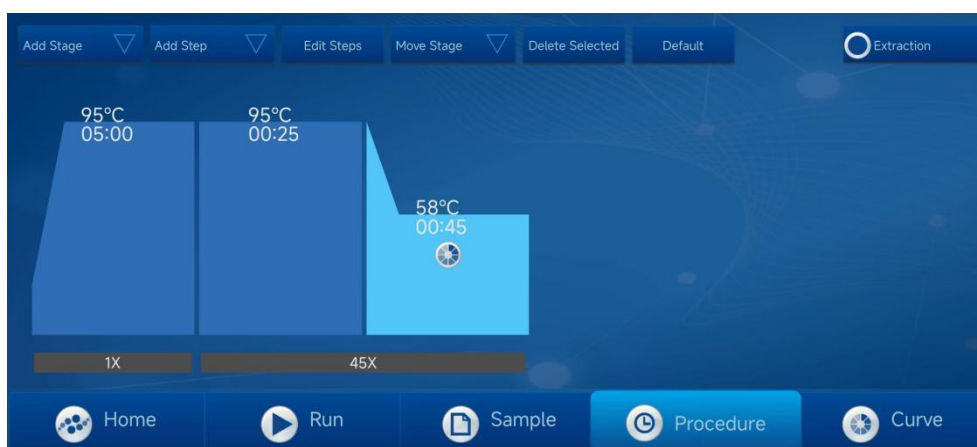 Add Stage
Add Step
Edit Steps
Move Stage
Delete Selected
Default
Extraction
95°C
05:00
95°C
00:25
58°C
00:45
1X
45X
Home
Run
Sample
Procedure
Curve